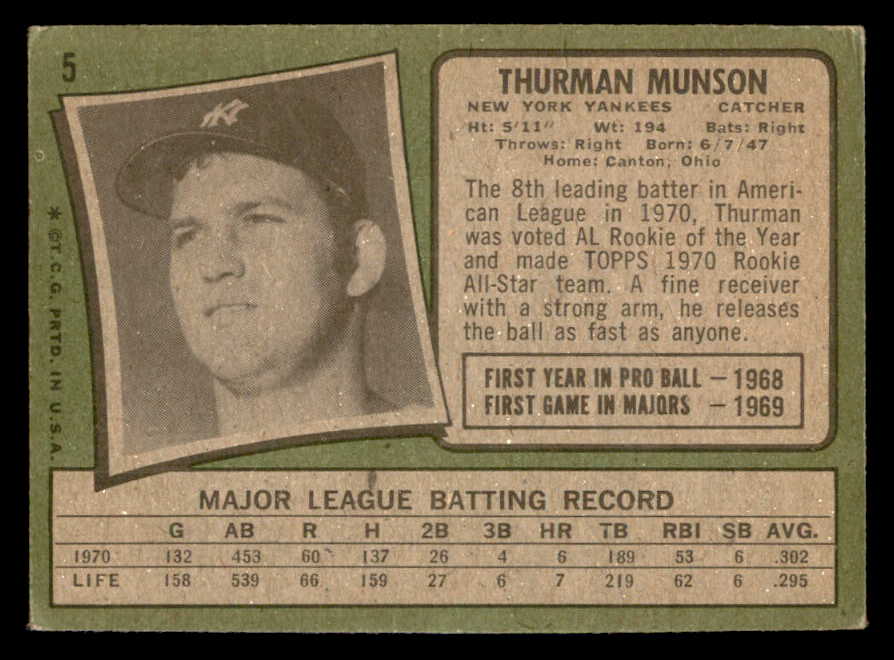 5
THURMAN MUNSON
NEW YORK YANKEES CATCHER
Ht: 5'11" Wt: 194 Bats: Right
Throws: Right Born: 6/7/47
Home: Canton, Ohio
The 8th leading batter in Ameri-
can League in 1970, Thurman
was voted AL Rookie of the Year
and made TOPPS 1970 Rookie
All-Star team. A fine receiver
with a strong arm, he releases
the ball as fast as anyone.
FIRST YEAR IN PRO BALL — 1968
FIRST GAME IN MAJORS — 1969
NY
* © T.C.G. PRTD. IN U.S.A.
MAJOR LEAGUE BATTING RECORD
G AB R H 2B 3B HR TB RBI SB AVG.
1970 132 453 60 137 26 4 6 189 53 6 .302
LIFE 158 539 66 159 27 6 7 219 62 6 .295